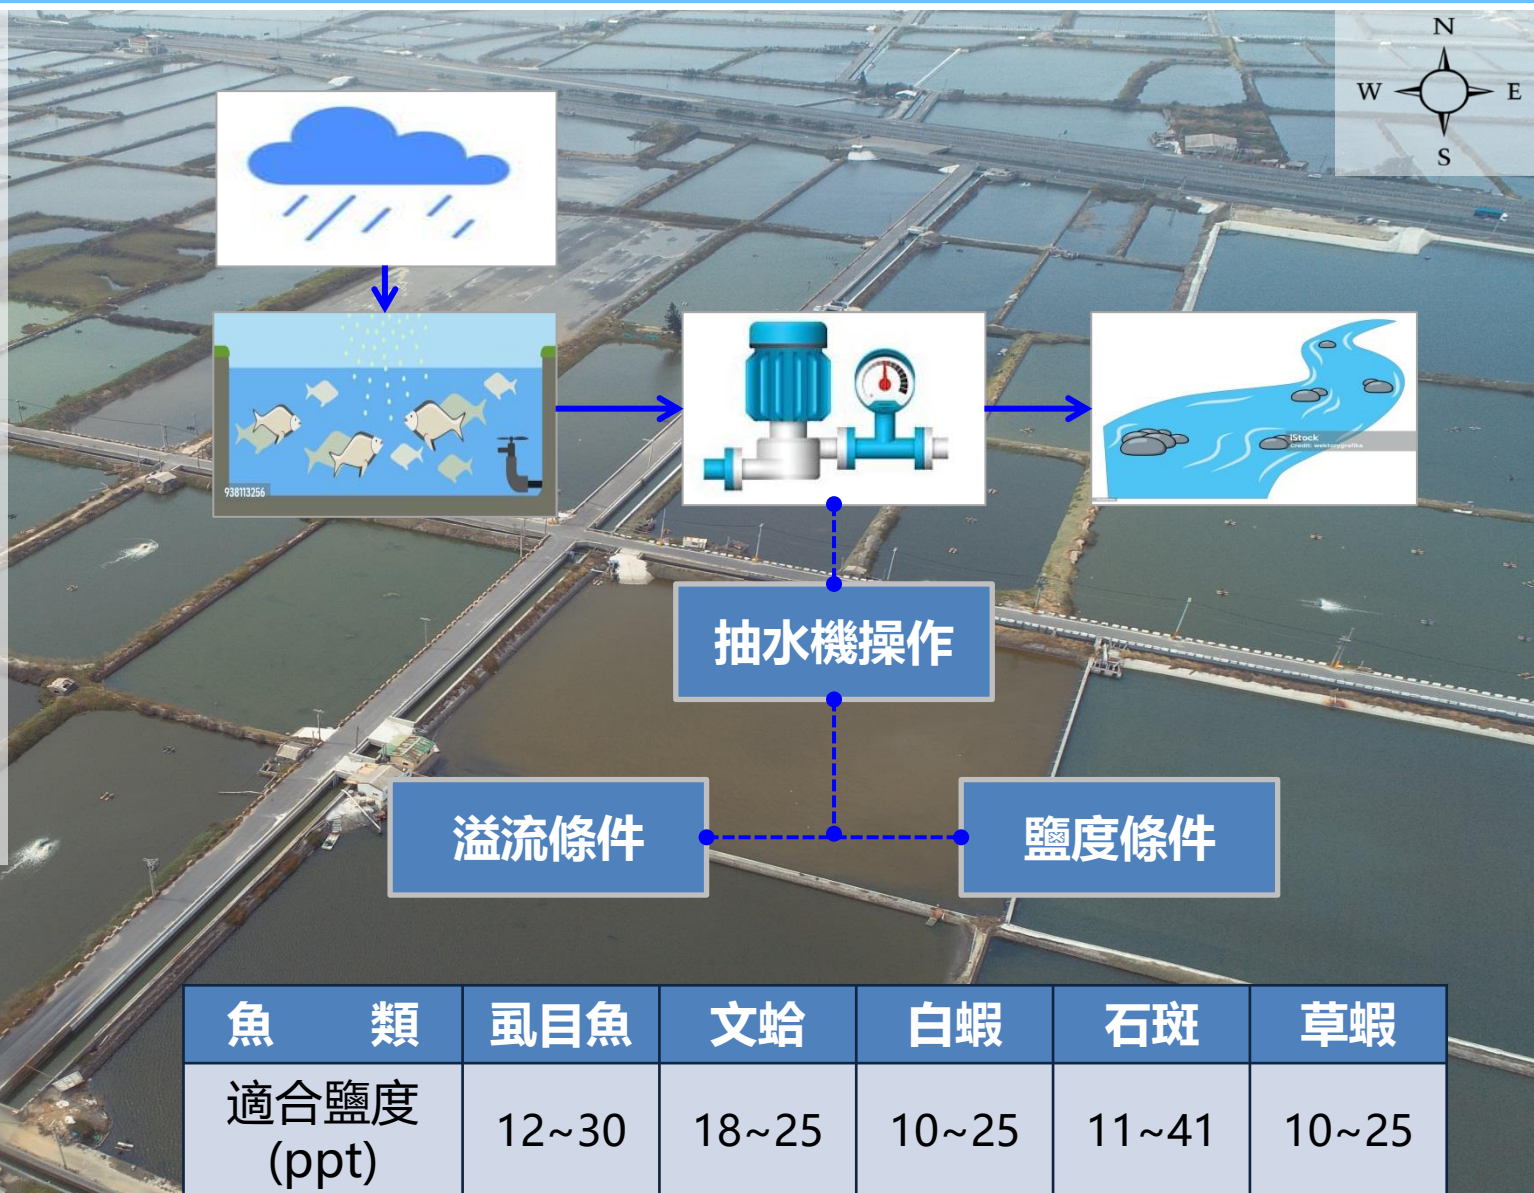 N
W E
S
938113256
iStock
Credit: wektorygrafika
抽水機操作
溢流條件
鹽度條件
魚 類 虱目魚 文蛤 白蝦 石斑 草蝦
適合鹽度
(ppt) 12~30 18~25 10~25 11~41 10~25